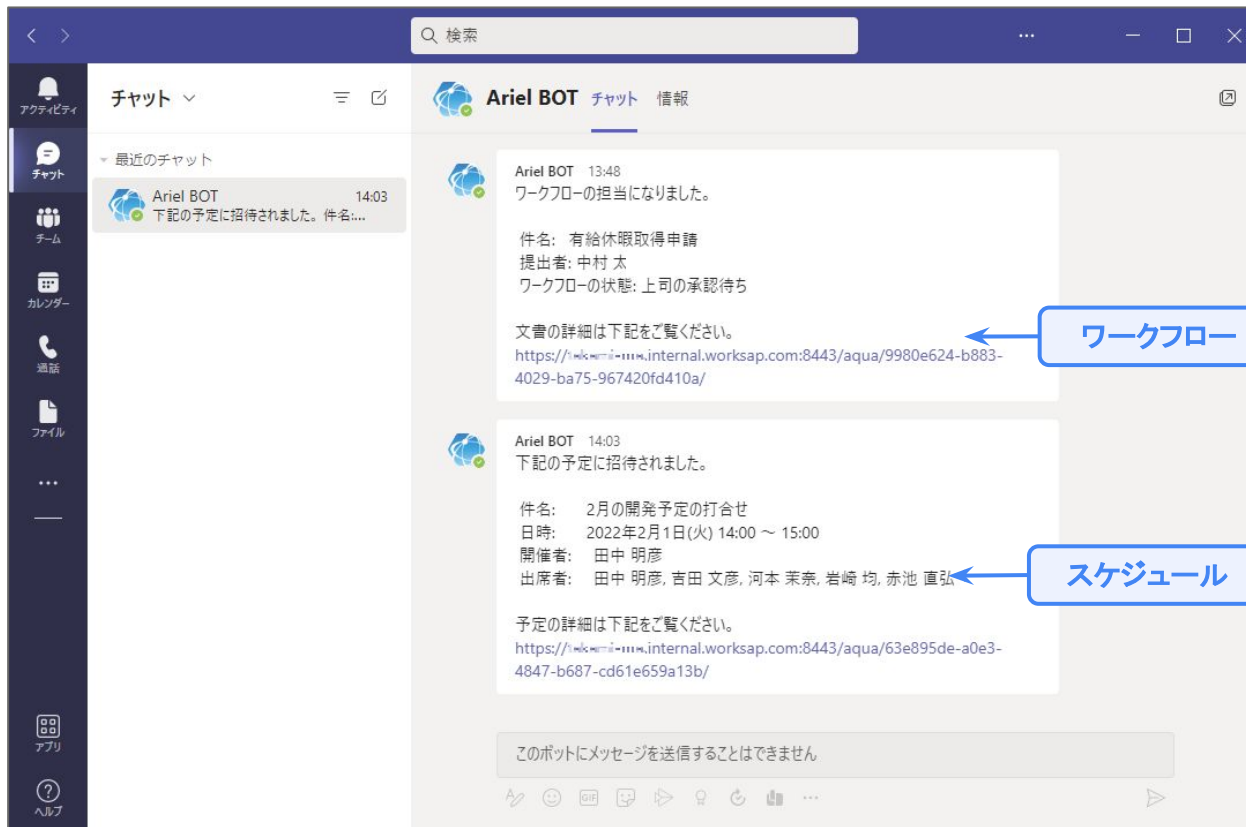 検索
アクティビティ
チャット
チーム
カレンダー
通話
ファイル
アプリ
ヘルプ
チャット
最近のチャット
Ariel BOT 14:03
下記の予定に招待されました。件名:...
Ariel BOT チャット 情報
Ariel BOT 13:48
ワークフローの担当になりました。
件名: 有給休暇取得申請
提出者: 中村 太
ワークフローの状態: 上司の承認待ち
文書の詳細は下記をご覧ください。
https://.internal.worksap.com:8443/aqua/9980e624-b883-
4029-ba75-967420fd410a/
ワークフロー
Ariel BOT 14:03
下記の予定に招待されました。
件名: 2月の開発予定の打合せ
日時: 2022年2月1日(火) 14:00 ～ 15:00
開催者: 田中 明彦
出席者: 田中 明彦, 吉田 文彦, 河本 茉奈, 岩崎 均, 赤池 直弘
スケジュール
予定の詳細は下記をご覧ください。
https://.internal.worksap.com:8443/aqua/63e895de-a0e3-
4847-b687-cd61e659a13b/
このボットにメッセージを送信することはできません
GIF